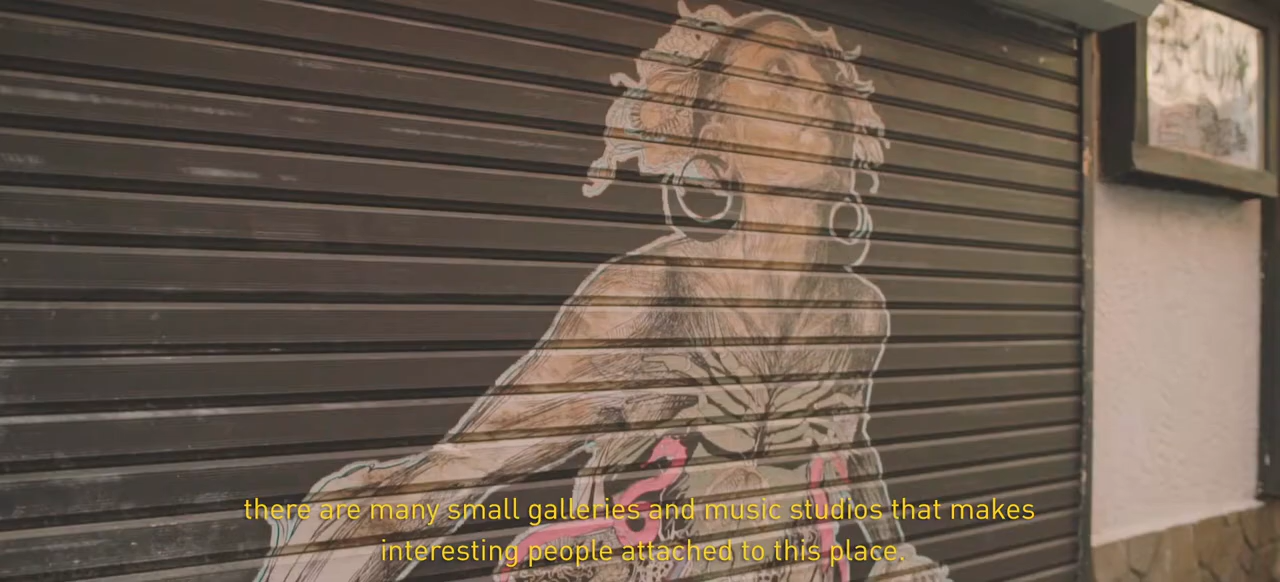 there are many small galleries and music studios that makes
interesting people attached to this place.